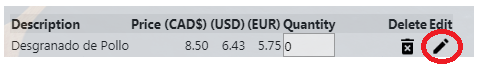 Description Price (CAD$) (USD) (EUR) Quantity Delete Edit
Desgranado de Pollo 8.50 6.43 5.75 0